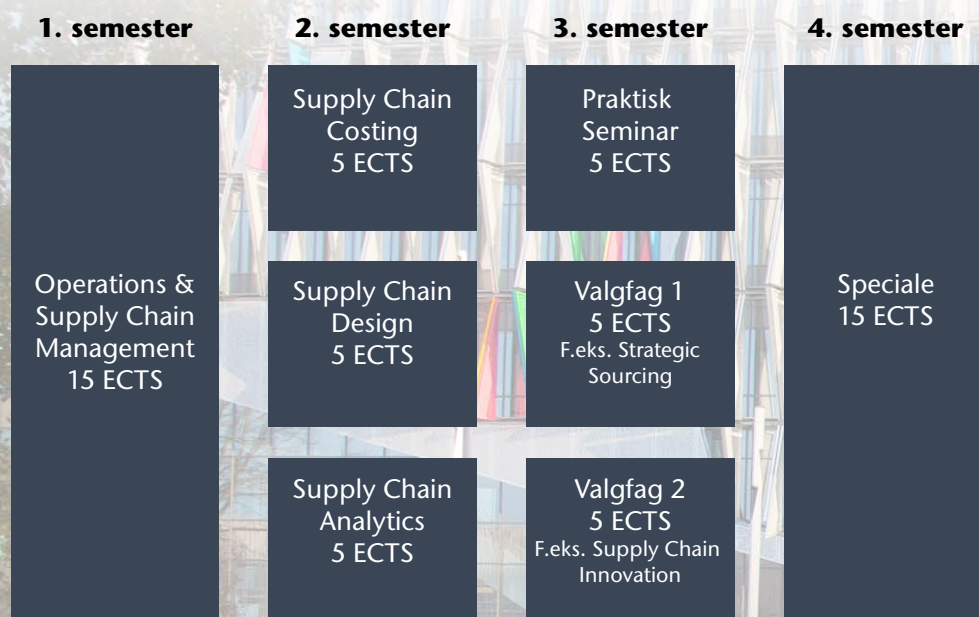 1. semester
2. semester
3. semester
4. semester
Operations &
Supply Chain
Management
15 ECTS
Supply Chain
Costing
5 ECTS
Supply Chain
Design
5 ECTS
Supply Chain
Analytics
5 ECTS
Praktisk
Seminar
5 ECTS
Valgfag 1
5 ECTS
F.eks. Strategic
Sourcing
Valgfag 2
5 ECTS
F.eks. Supply Chain
Innovation
Speciale
15 ECTS